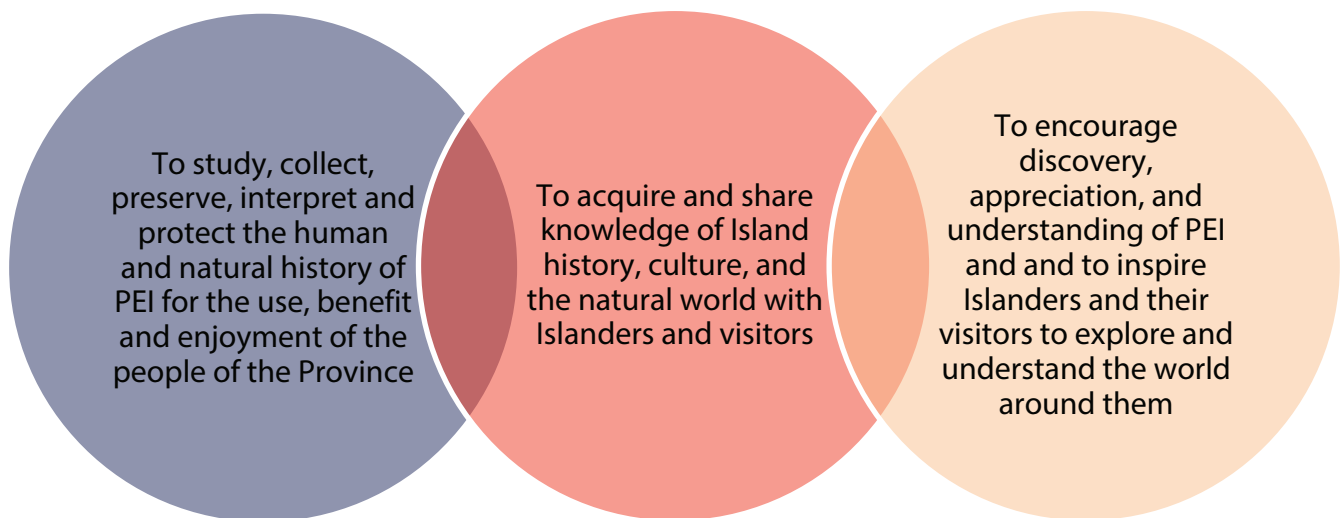 To study, collect,
preserve, interpret and
protect the human
and natural history of
PEI for the use, benefit
and enjoyment of the
people of the Province
To acquire and share
knowledge of Island
history, culture, and
the natural world with
Islanders and visitors
To encourage
discovery,
appreciation, and
understanding of PEI
and and to inspire
Islanders and their
visitors to explore and
understand the world
around them